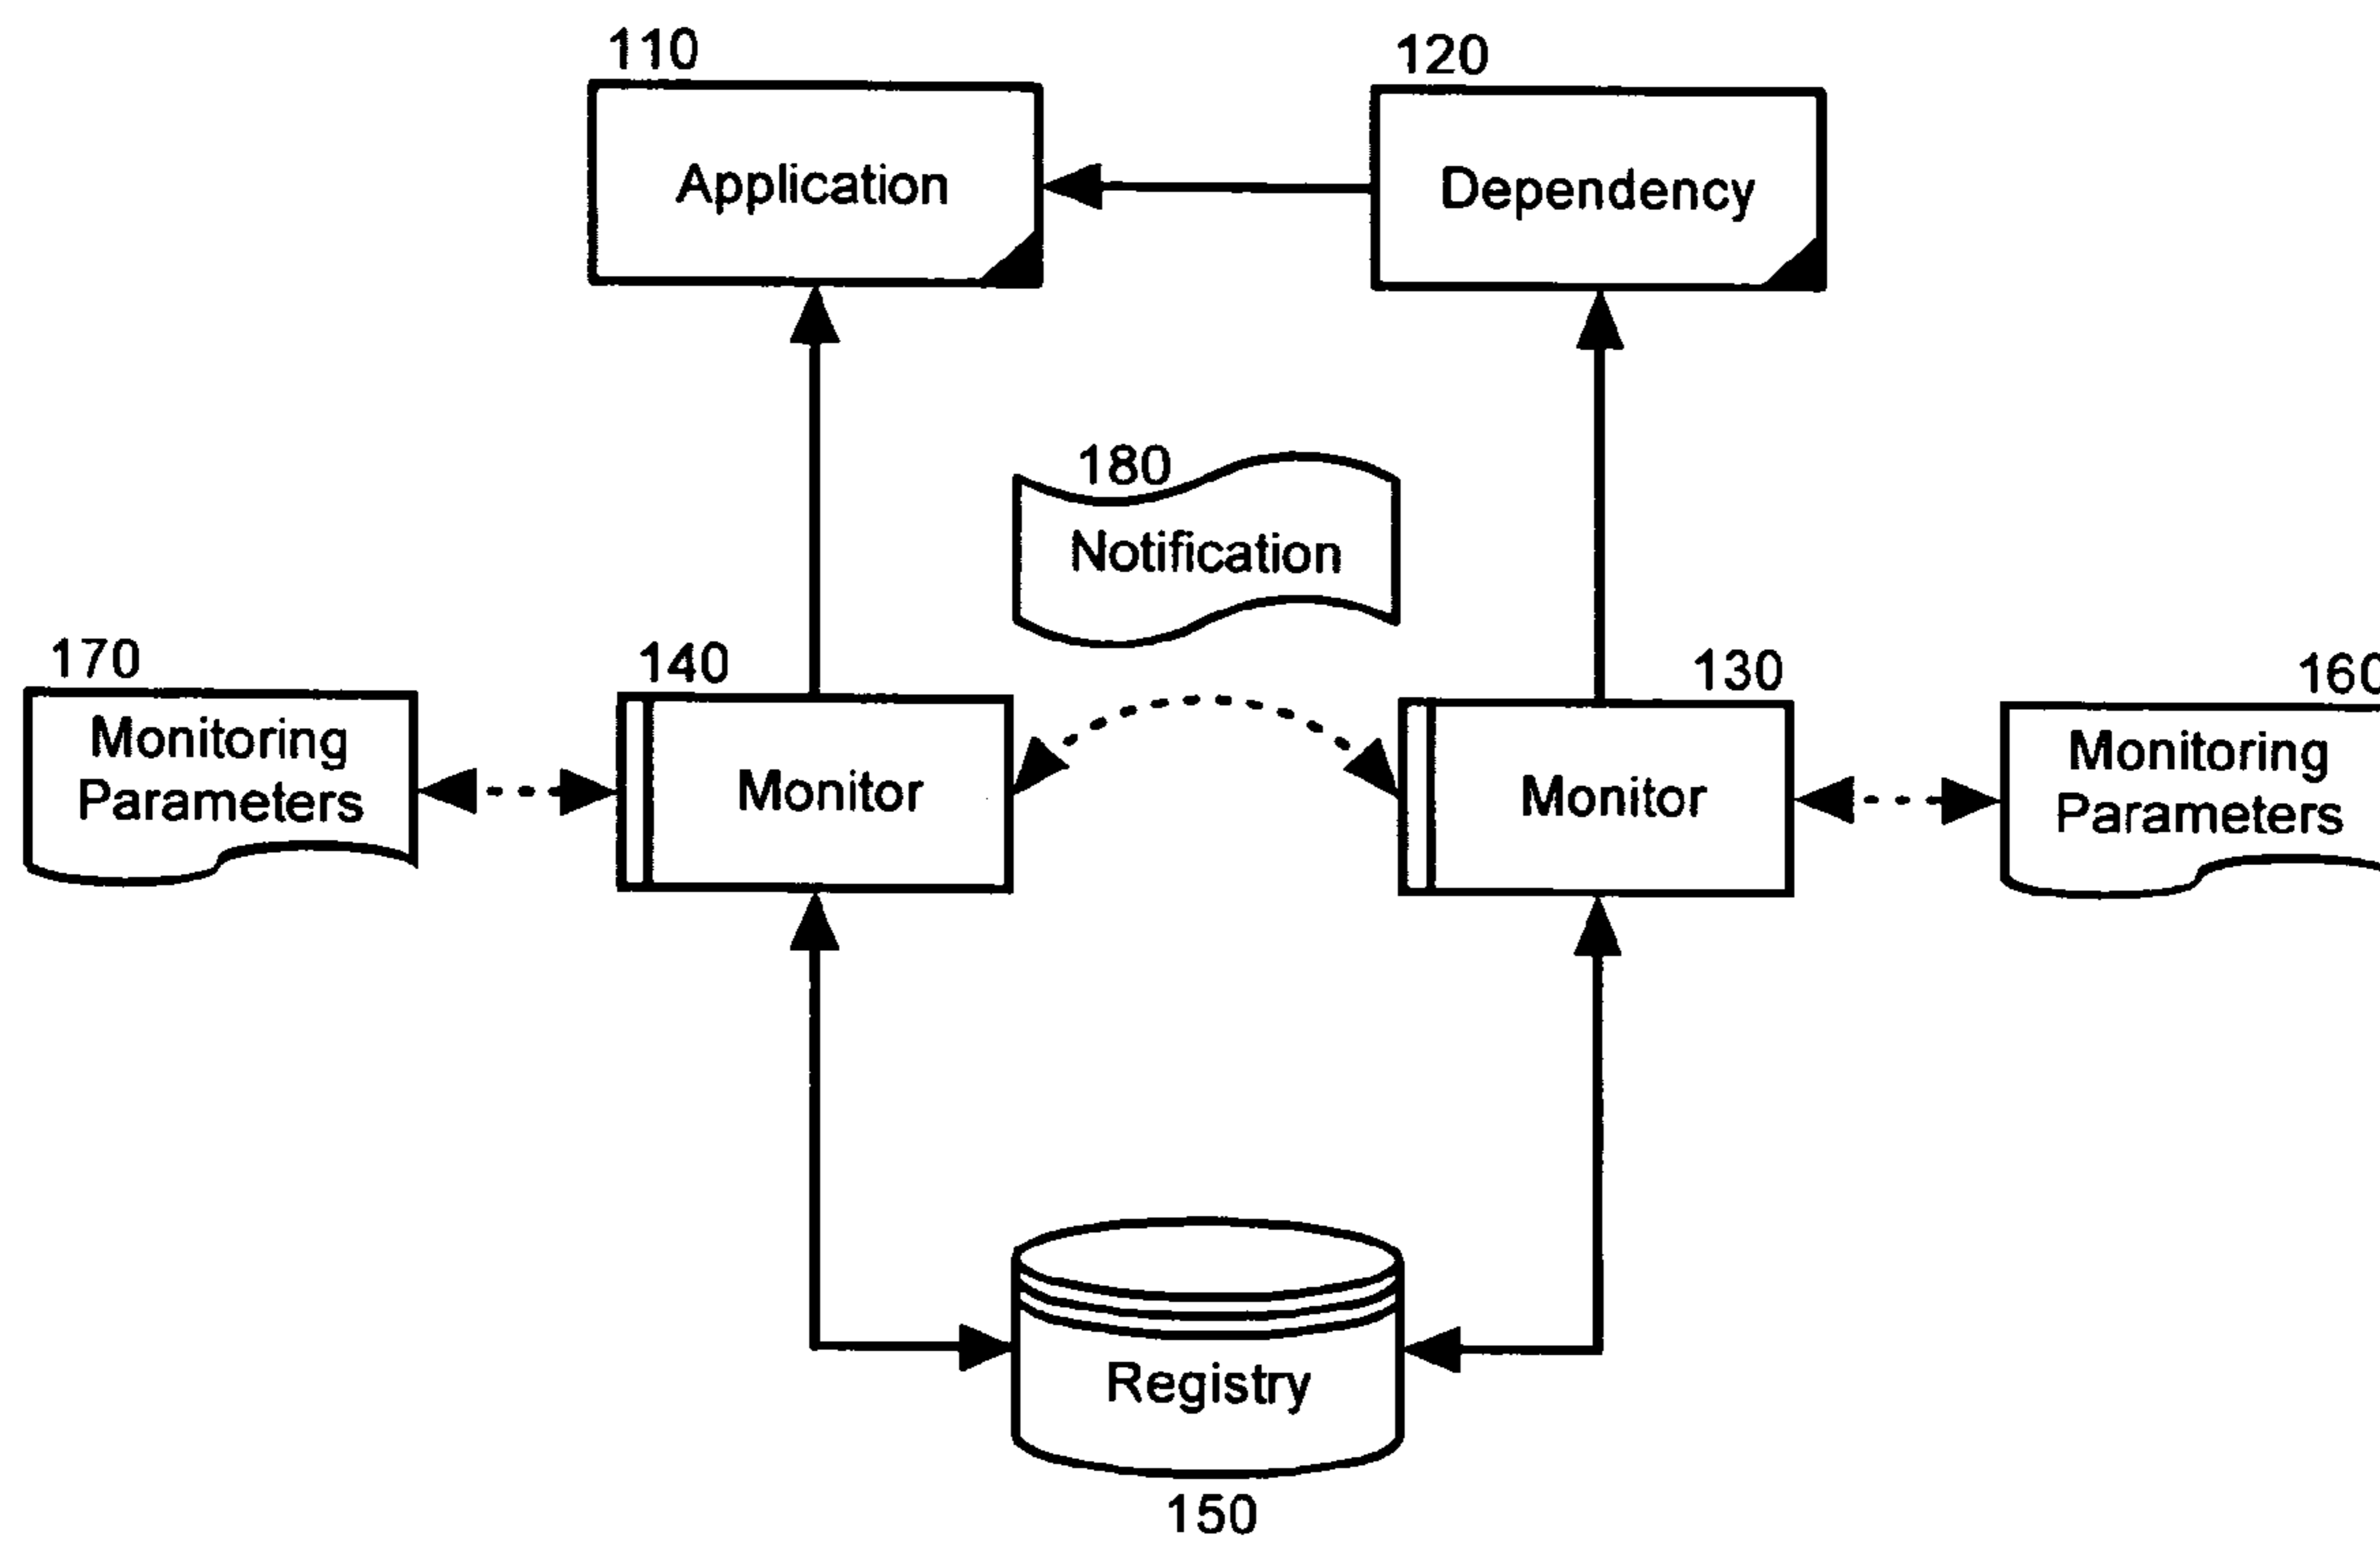 110
120
Application
Dependency
180
Notification
170
140
130
160
Monitoring
Parameters
Monitor
Monitor
Monitoring
Parameters
Registry
150